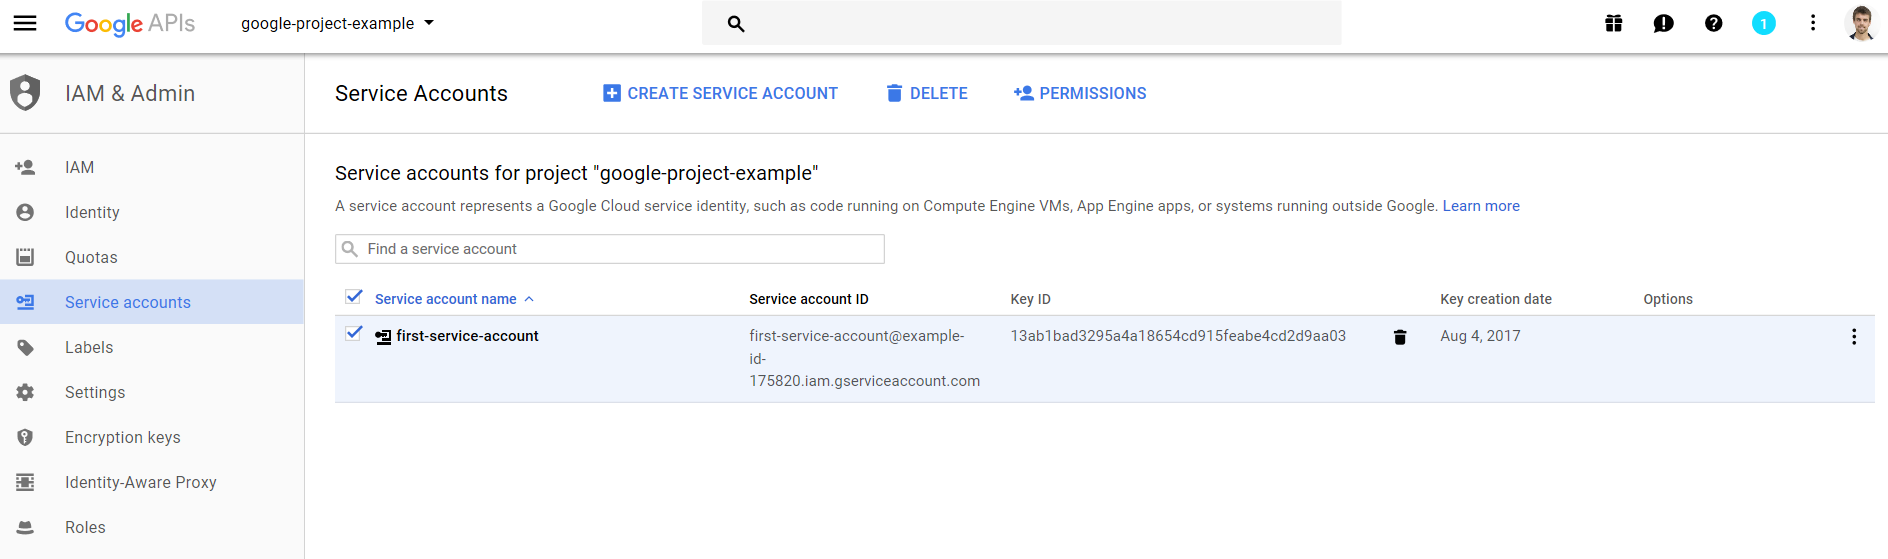 Google APIs google-project-example 1
IAM & Admin
Service Accounts CREATE SERVICE ACCOUNT DELETE PERMISSIONS
IAM
Identity
Quotas
Service accounts
Labels
Settings
Encryption keys
Identity-Aware Proxy
Roles
Service accounts for project "google-project-example"
A service account represents a Google Cloud service identity, such as code running on Compute Engine VMs, App Engine apps, or systems running outside Google. Learn more
Find a service account
Service account name Service account ID Key ID Key creation date Options
first-service-account first-service-account@example- 13ab1bad3295a4a18654cd915feabe4cd2d9aa03 Aug 4, 2017
id-
175820.iam.gserviceaccount.com